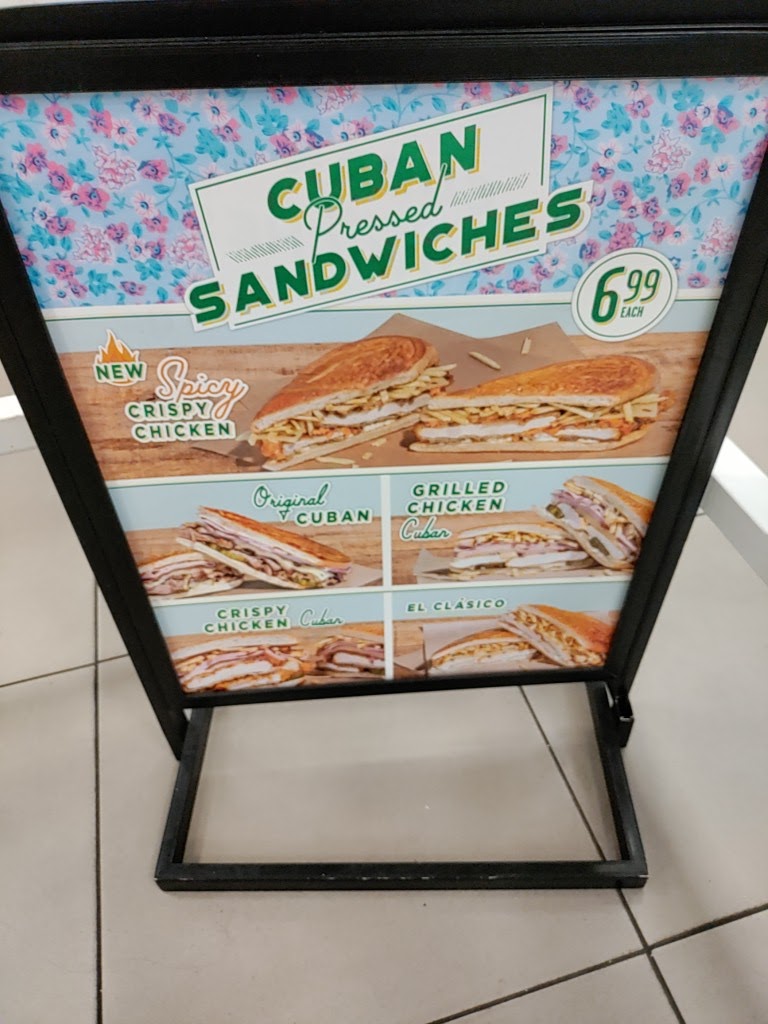 CUBAN
Pressed
SANDWICHES
6.99
EACH
NEW
Spicy
CRISPY
CHICKEN
Original
CUBAN
GRILLED
CHICKEN
Cuban
CRISPY
CHICKEN Cuban
EL CLÁSICO